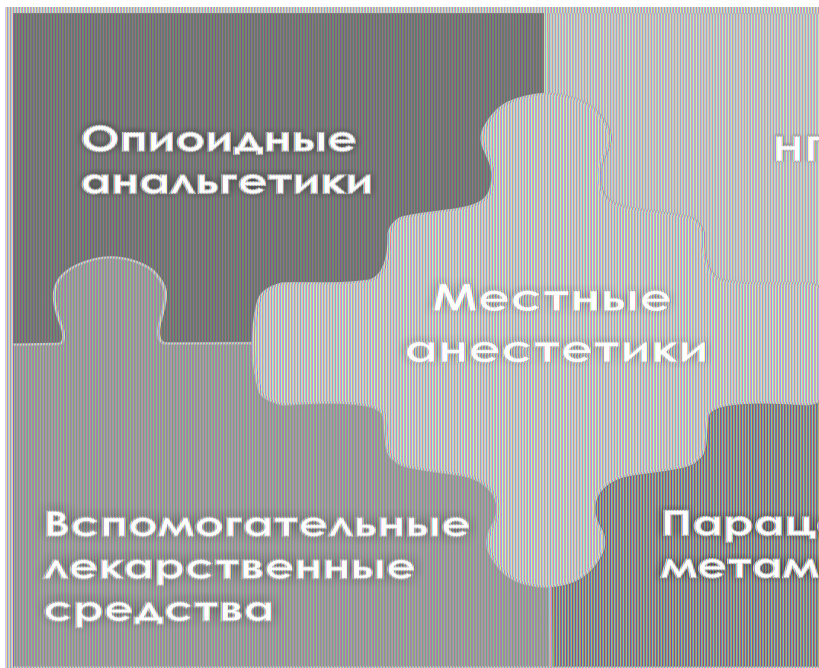 Опиоидные
анальгетики
Местные
анестетики
Вспомогательные
лекарственные
средства